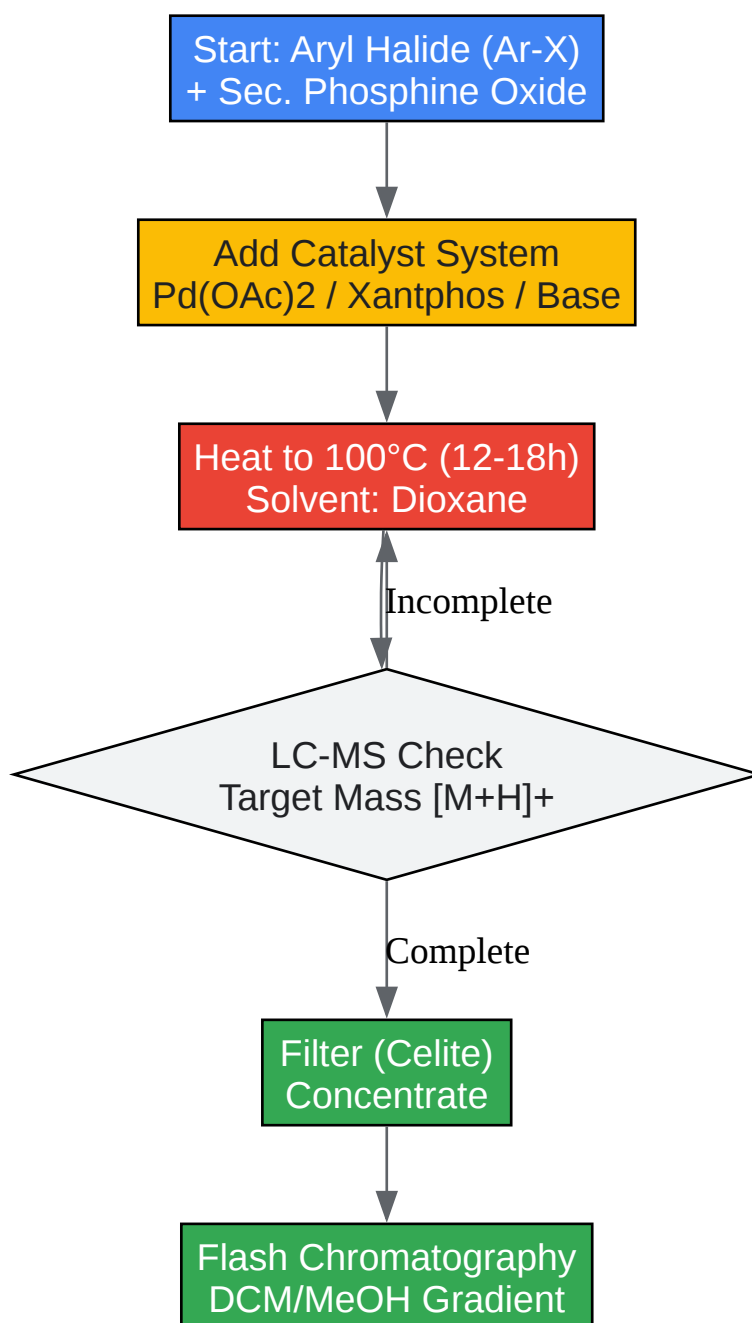 Start: Aryl Halide (Ar-X)
+ Sec. Phosphine Oxide
Add Catalyst System
Pd(OAc)2 / Xantphos / Base
Heat to 100°C (12-18h)
Solvent: Dioxane
Incomplete
LC-MS Check
Target Mass [M+H]+
Complete
Filter (Celite)
Concentrate
Flash Chromatography
DCM/MeOH Gradient